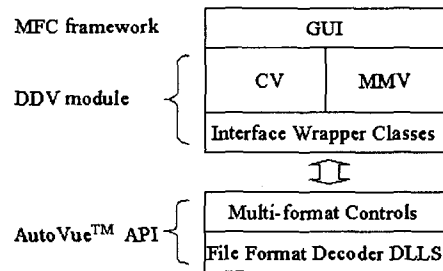 MFC framework
GUI
DDV module
CV
MMV
Interface Wrapper Classes
AutoVue™ API
Multi-format Controls
File Format Decoder DLLS